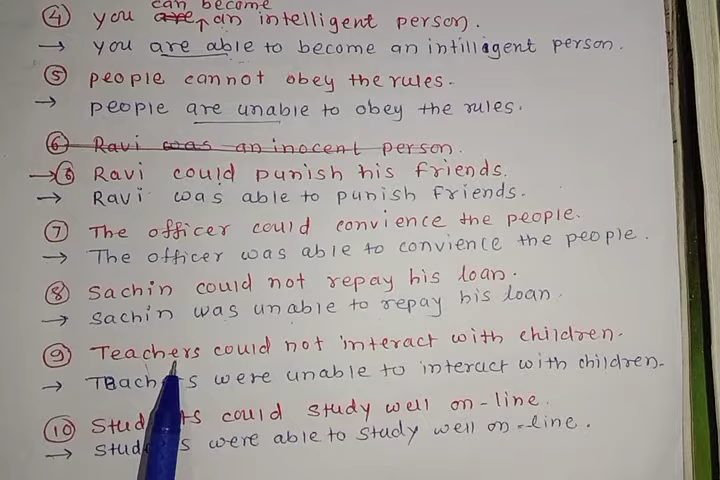 can become
④ you are an intelligent person.
→ you are able to become an intilligent person.
⑤ people cannot obey the rules.
→ people are unable to obey the rules.
⑥ Ravi was an inocent person.
→ ⑥ Ravi could punish his friends.
→ Ravi was able to punish friends.
⑦ The officer could convience the people.
→ The officer was able to convience the people.
⑧ Sachin could not repay his loan.
→ Sachin was unable to repay his loan.
⑨ Teachers could not interact with children.
→ were unable to interact with children.
⑩ could study well on-line.
→ were able to study well on-line.